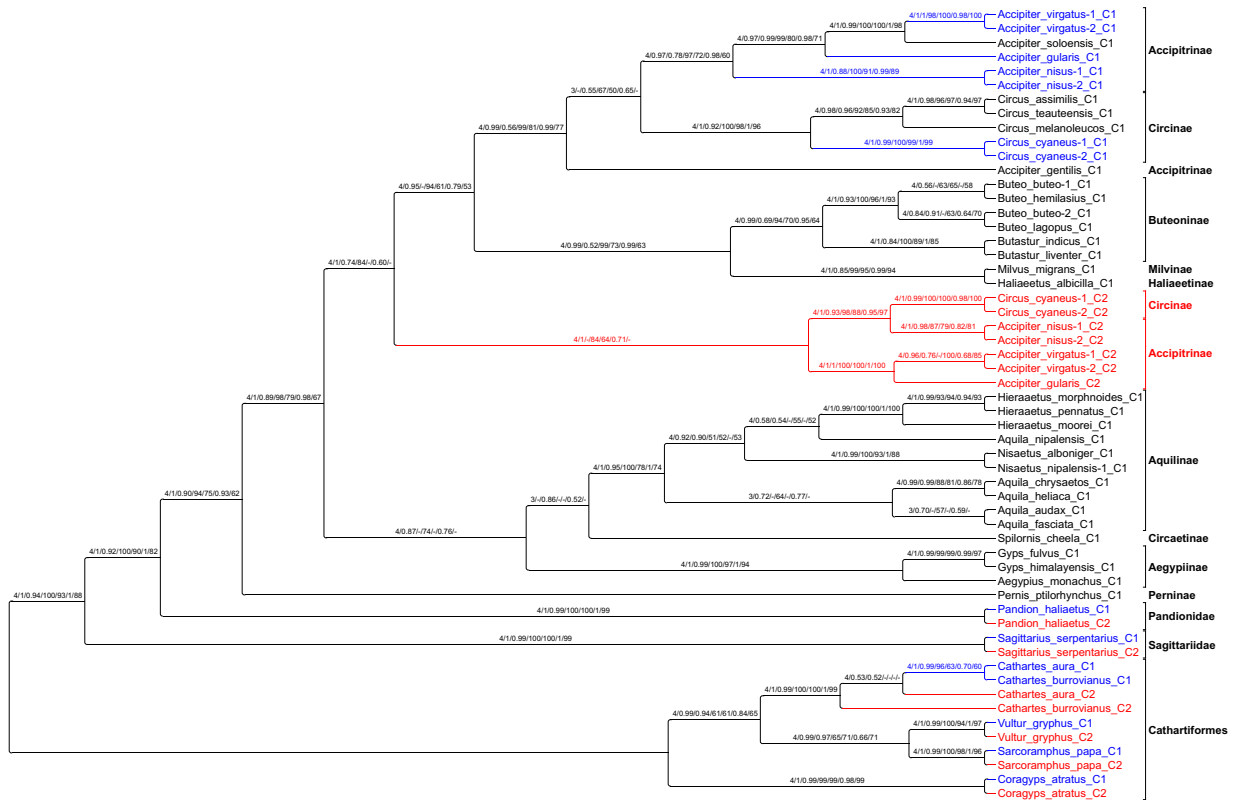 4/1/1/98/100/0.98/100
Accipiter_virgatus-1_C1
4/1/0.99/100/100/1/98
Accipiter_virgatus-2_C1
4/0.97/0.99/99/80/0.98/71
Accipiter_soloensis_C1
Accipitrinae
4/0.97/0.78/97/72/0.98/60
Accipiter_gularis_C1
4/1/0.88/100/91/0.99/89
Accipiter_nisus-1_C1
Accipiter_nisus-2_C1
3/-/0.55/67/50/0.65/-
4/1/0.98/96/97/0.94/97
Circus_assimilis_C1
4/0.98/0.96/92/85/0.93/82
Circus_teauteensis_C1
4/0.99/0.56/99/81/0.99/77
4/1/0.92/100/98/1/96
Circus_melanoleucos_C1
Circinae
4/1/0.99/100/99/1/99
Circus_cyaneus-1_C1
Circus_cyaneus-2_C1
Accipiter_gentilis_C1
Accipitrinae
4/0.95/-/94/61/0.79/53
4/0.56/-/63/65/-/58
Buteo_buteo-1_C1
4/1/0.93/100/96/1/93
Buteo_hemilasius_C1
4/0.84/0.91/-/63/0.64/70
Buteo_buteo-2_C1
4/0.99/0.69/94/70/0.95/64
Buteo_lagopus_C1
Buteoninae
4/0.99/0.52/99/73/0.99/63
4/1/0.84/100/89/1/85
Butastur_indicus_C1
Butastur_liventer_C1
4/1/0.74/84/-/0.60/-
4/1/0.85/99/95/0.99/94
Milvus_migrans_C1
Milvinae
Haliaeetus_albicilla_C1
Haliaeetinae
4/1/0.99/100/100/0.98/100
Circus_cyaneus-1_C2
4/1/0.93/98/88/0.95/97
Circus_cyaneus-2_C2
Circinae
4/1/0.98/87/79/0.82/81
Accipiter_nisus-1_C2
4/1/-/84/64/0.71/-
Accipiter_nisus-2_C2
4/0.96/0.76/-/100/0.68/85
Accipiter_virgatus-1_C2
Accipitrinae
4/1/1/100/100/1/100
Accipiter_virgatus-2_C2
4/1/0.89/98/79/0.98/67
Accipiter_gularis_C2
4/1/0.99/93/94/0.94/93
Hieraaetus_morphnoides_C1
4/1/0.99/100/100/1/100
Hieraaetus_pennatus_C1
4/0.58/0.54/-/55/-/52
Hieraaetus_moorei_C1
4/0.92/0.90/51/52/-/53
Aquila_nipalensis_C1
4/1/0.99/100/93/1/88
Nisaetus_alboniger_C1
Aquilinae
4/1/0.95/100/78/1/74
Nisaetus_nipalensis-1_C1
4/0.99/0.99/88/81/0.86/78
Aquila_chrysaetos_C1
4/1/0.90/94/75/0.93/62
3/0.72/-/64/-/0.77/-
Aquila_heliaca_C1
3/-/0.86/-/-/0.52/-
3/0.70/-/57/-/0.59/-
Aquila_audax_C1
Aquila_fasciata_C1
4/0.87/-/74/-/0.76/-
Spilornis_cheela_C1
Circaetinae
4/1/0.92/100/90/1/82
4/1/0.99/99/99/0.99/97
Gyps_fulvus_C1
4/1/0.99/100/97/1/94
Gyps_himalayensis_C1
Aegypiinae
Aegypius_monachus_C1
4/1/0.94/100/93/1/88
Pernis_ptilorhynchus_C1
Perninae
4/1/0.99/100/100/1/99
Pandion_haliaetus_C1
Pandionidae
Pandion_haliaetus_C2
4/1/0.99/100/100/1/99
Sagittarius_serpentarius_C1
Sagittariidae
Sagittarius_serpentarius_C2
4/1/0.99/96/63/0.70/60
Cathartes_aura_C1
4/0.53/0.52/-/-/-/-
Cathartes_burrovianus_C1
4/1/0.99/100/100/1/99
Cathartes_aura_C2
Cathartes_burrovianus_C2
4/0.99/0.94/61/61/0.84/65
4/1/0.99/100/94/1/97
Vultur_gryphus_C1
Cathartiformes
4/0.99/0.97/65/71/0.66/71
Vultur_gryphus_C2
4/1/0.99/100/98/1/96
Sarcoramphus_papa_C1
Sarcoramphus_papa_C2
4/1/0.99/99/99/0.98/99
Coragyps_atratus_C1
Coragyps_atratus_C2